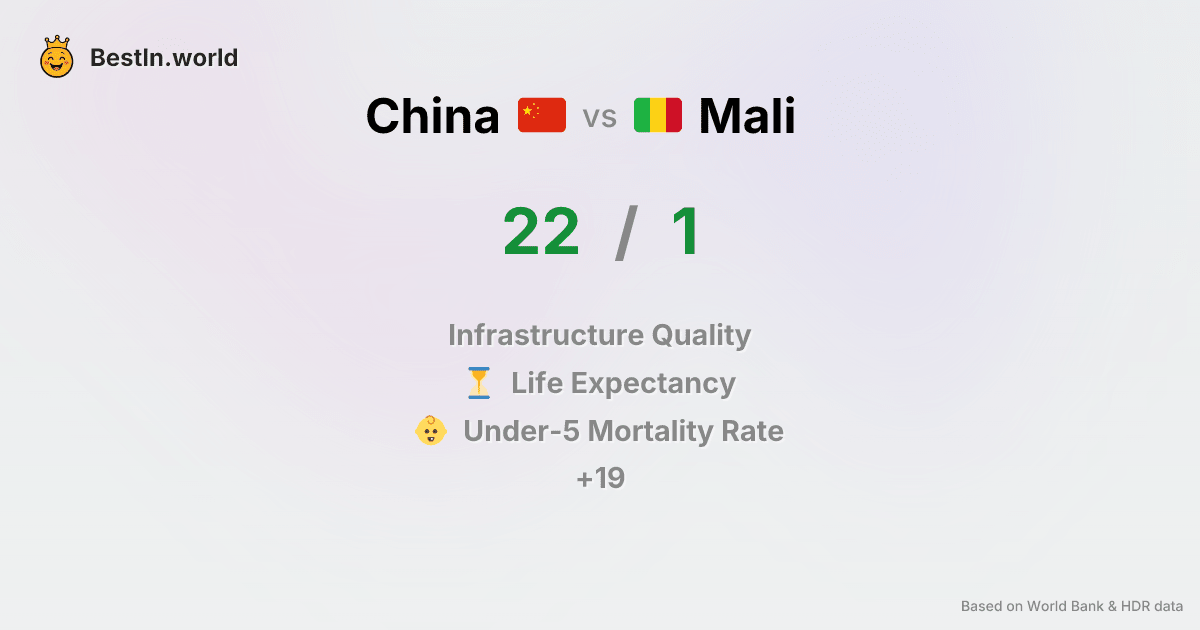 BestIn.world
China vs Mali
22 / 1
Infrastructure Quality
Life Expectancy
Under-5 Mortality Rate
+19
Based on World Bank & HDR data